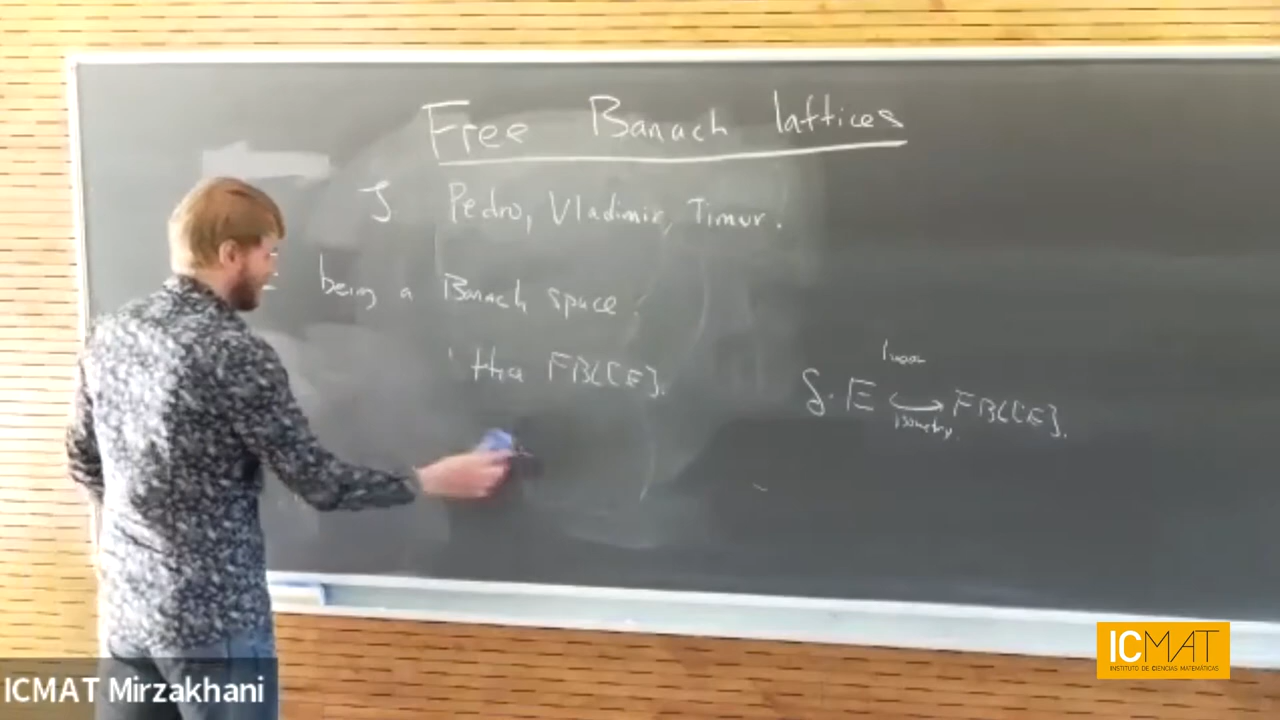 Free Banach lattices
J. Pedro, Vladimir, Timur.
E being a Banach space.
the FBL[E].
linear
δ: E ↪ FBL[E].
isometry.
ICMAT
INSTITUTO DE CIENCIAS MATEMÁTICAS
ICMAT Mirzakhani